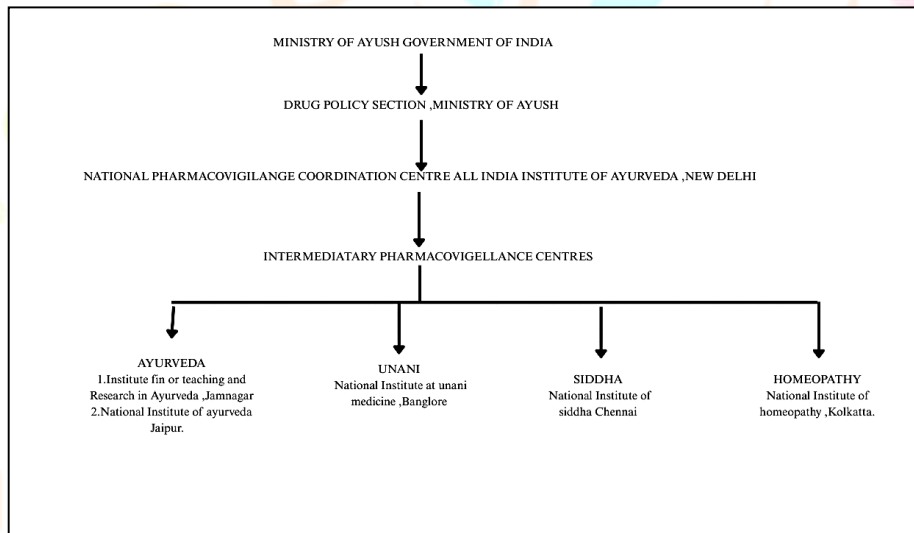 MINISTRY OF AYUSH GOVERNMENT OF INDIA
DRUG POLICY SECTION ,MINISTRY OF AYUSH
NATIONAL PHARMACOVIGILANGE COORDINATION CENTRE ALL INDIA INSTITUTE OF AYURVEDA ,NEW DELHI
INTERMEDIATARY PHARMACOVIGELLANCE CENTRES
AYURVEDA
1.Institute fin or teaching and
Research in Ayurveda ,Jamnagar
2.National Institute of ayurveda
Jaipur.
UNANI
National Institute at unani
medicine ,Banglore
SIDDHA
National Institute of
siddha Chennai
HOMEOPATHY
National Institute of
homeopathy ,Kolkatta.